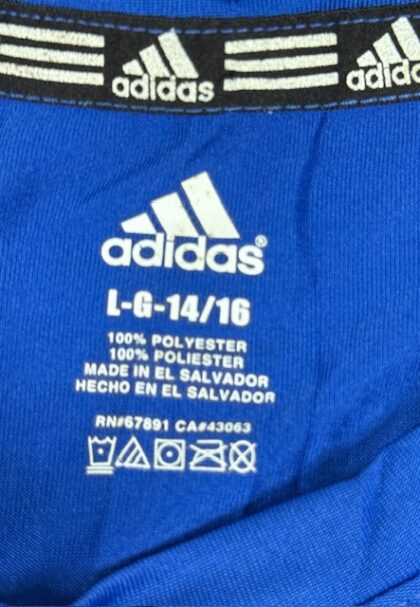 adidas adidas
adidas®
L-G-14/16
100% POLYESTER
100% POLIESTER
MADE IN EL SALVADOR
HECHO EN EL SALVADOR
RN#67891 CA#43063